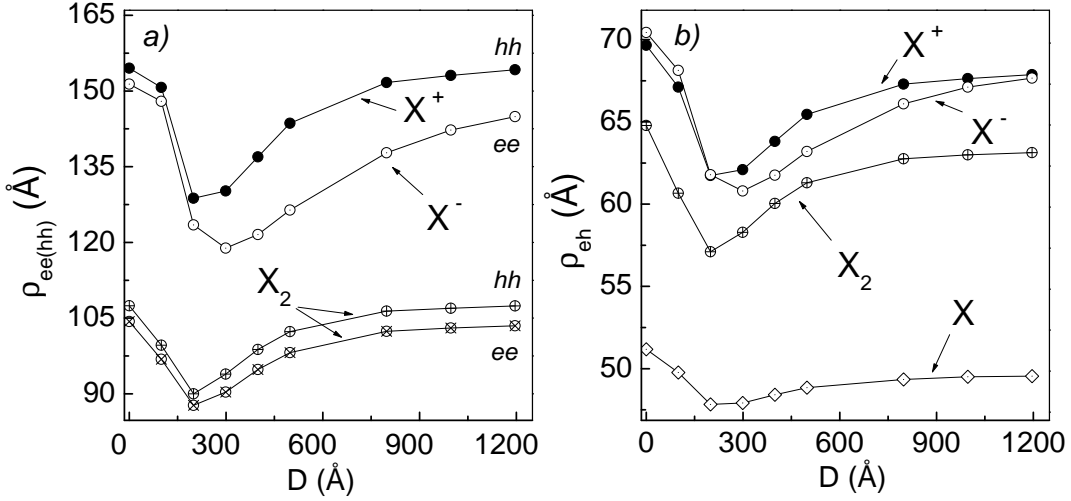 a)
165
150
135
120
105
90
ρee(hh) (Å)
hh
X+
ee
X-
X2
hh
ee
0 300 600 900 1200
D (Å)
b)
70
65
60
55
50
ρeh (Å)
X+
X-
X2
X
0 300 600 900 1200
D (Å)